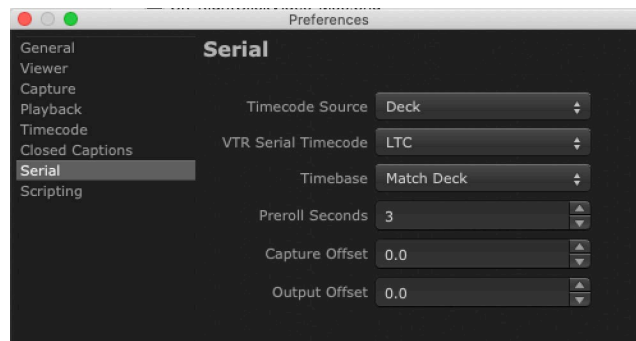 Preferences
General
Viewer
Capture
Playback
Timecode
Closed Captions
Serial
Scripting
Serial
Timecode Source Deck
VTR Serial Timecode LTC
Timebase Match Deck
Preroll Seconds 3
Capture Offset 0.0
Output Offset 0.0